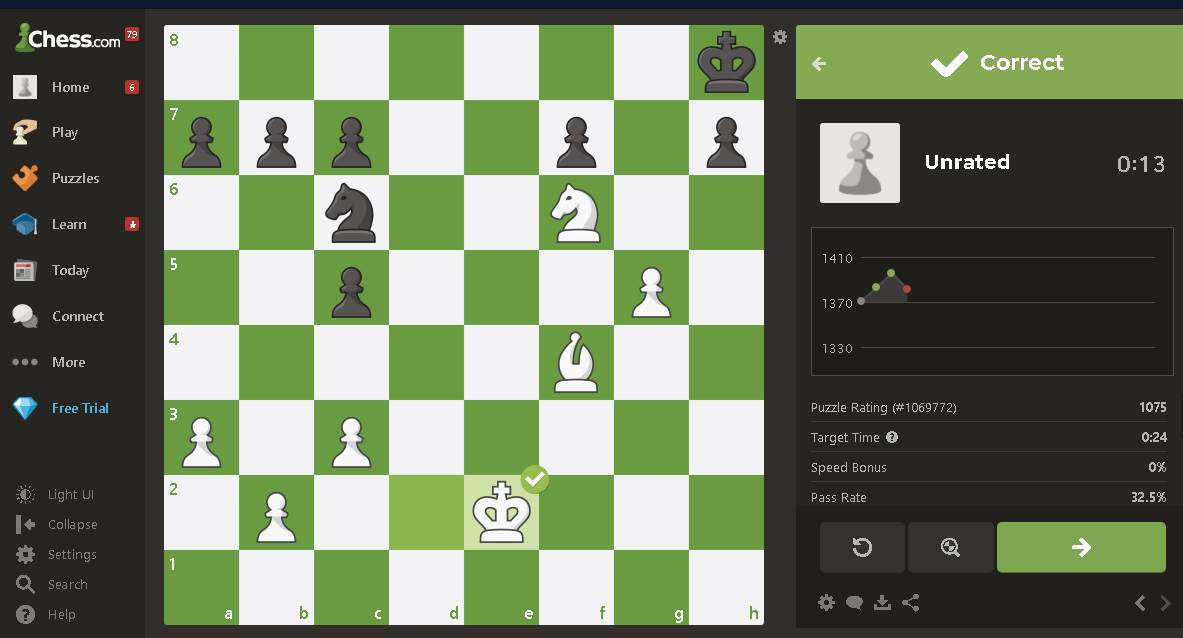 Chess.com 79
Home 6
Play
Puzzles
Learn
Today
Connect
More
Free Trial
Light UI
Collapse
Settings
Search
Help
8
7
6
5
4
3
2
1
a b c d e f g h
Correct
Unrated 0:13
1410
1370
1330
Puzzle Rating (#1069772) 1075
Target Time ? 0:24
Speed Bonus 0%
Pass Rate 32.5%